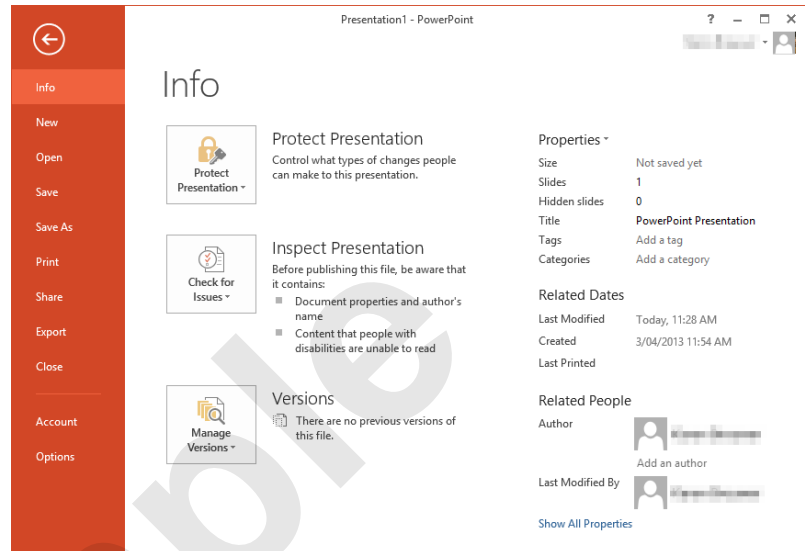 Presentation1 - PowerPoint
?
Info
New
Open
Save
Save As
Print
Share
Export
Close
Account
Options
Info
Protect
Presentation
Protect Presentation
Control what types of changes people
can make to this presentation.
Check for
Issues
Inspect Presentation
Before publishing this file, be aware that
it contains:
Document properties and author's
name
Content that people with
disabilities are unable to read
Manage
Versions
Versions
There are no previous versions of
this file.
Properties
Size Not saved yet
Slides 1
Hidden slides 0
Title PowerPoint Presentation
Tags Add a tag
Categories Add a category
Related Dates
Last Modified Today, 11:28 AM
Created 3/04/2013 11:54 AM
Last Printed
Related People
Author
Add an author
Last Modified By
Show All Properties